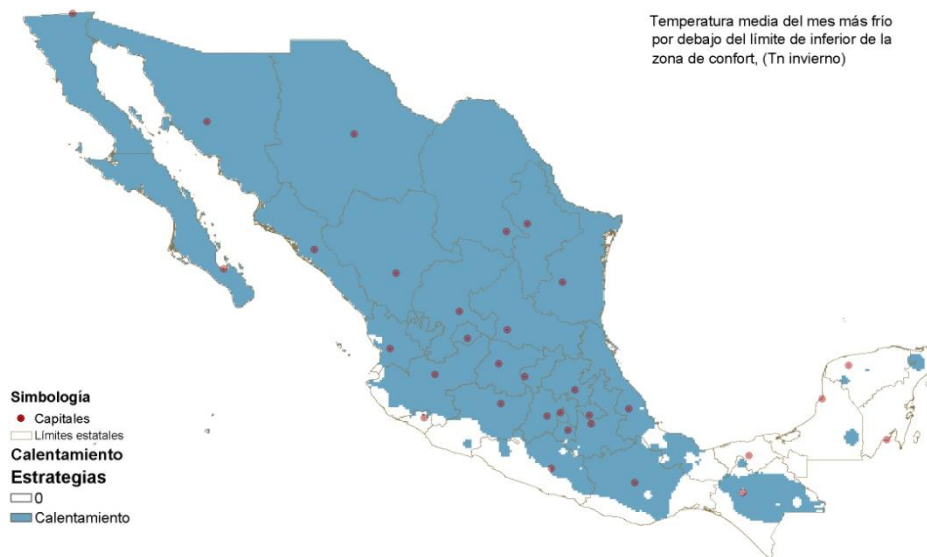 Temperatura media del mes más frío
por debajo del límite de inferior de la
zona de confort, (Tn invierno)
Simbología
Capitales
Límites estatales
Calentamiento
Estrategias
0
Calentamiento